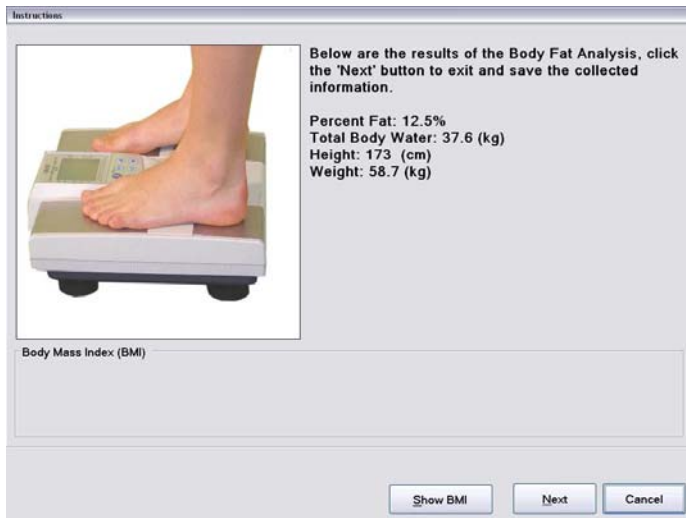 Instructions
Below are the results of the Body Fat Analysis, click
the 'Next' button to exit and save the collected
information.
Percent Fat: 12.5%
Total Body Water: 37.6 (kg)
Height: 173 (cm)
Weight: 58.7 (kg)
Body Mass Index (BMI)
Show BMI
Next
Cancel